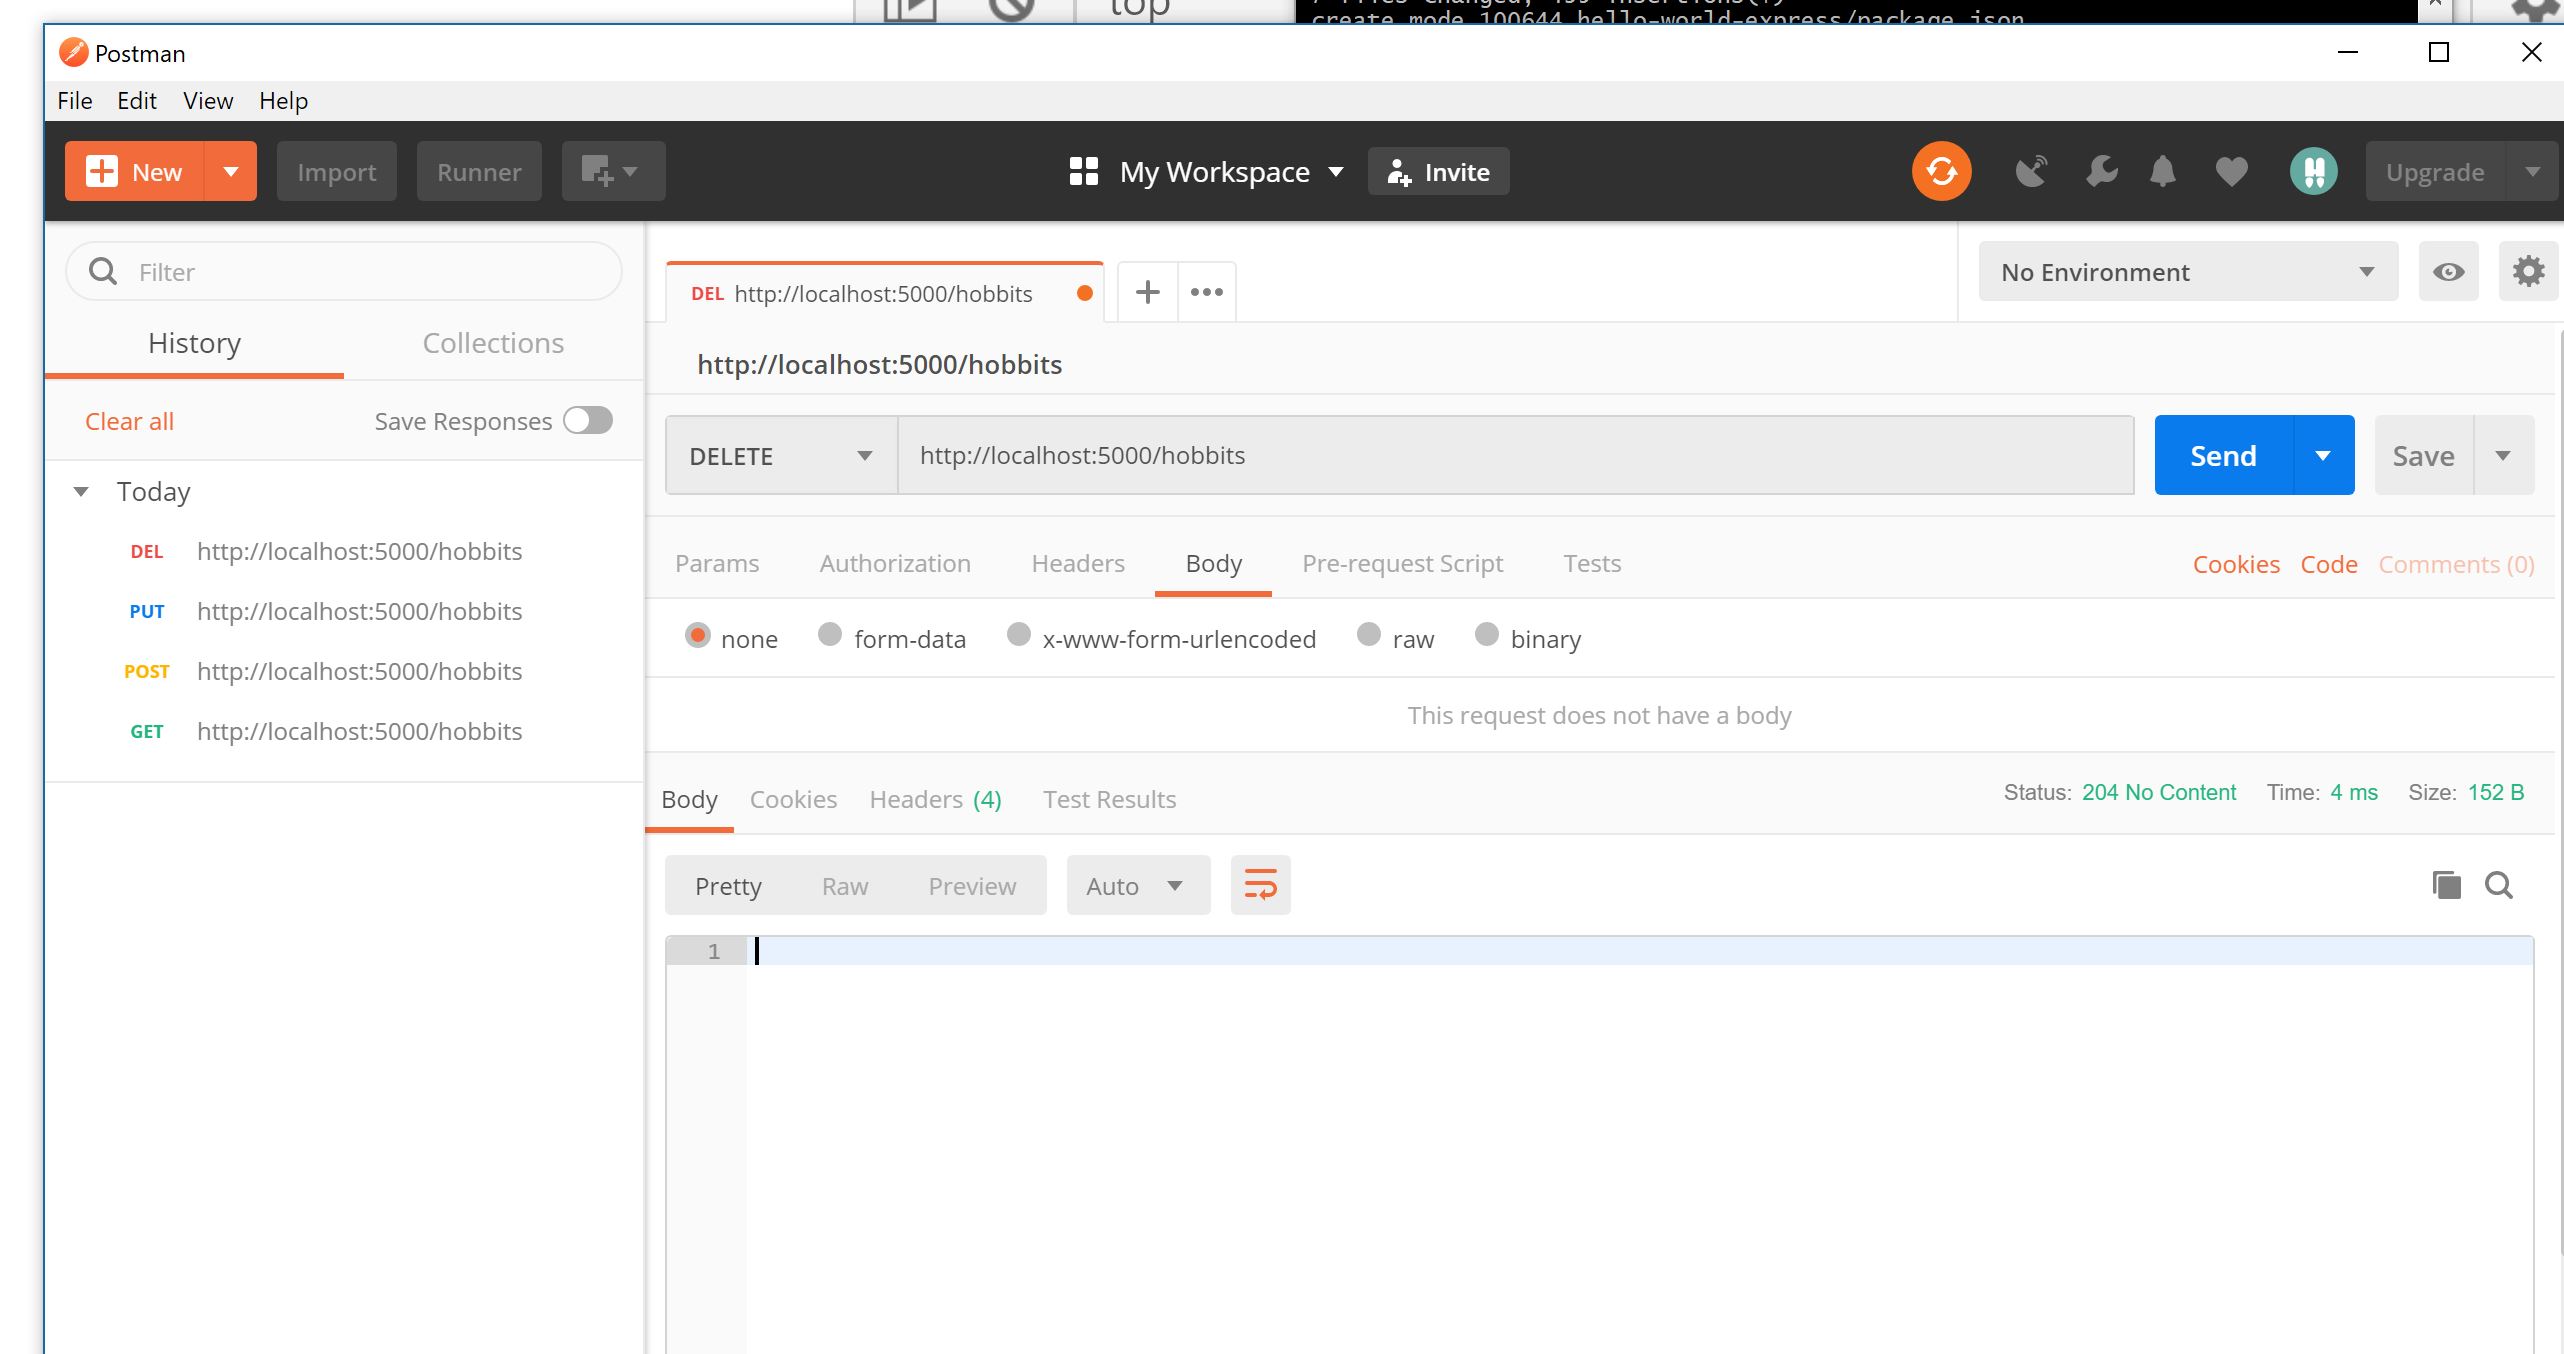 top
files changed, 499 insertions(+)
create mode 100644 hello-world-express/package.json
Postman
File Edit View Help
New Import Runner My Workspace Invite Upgrade
Filter
History Collections
Clear all Save Responses
Today
DEL http://localhost:5000/hobbits
PUT http://localhost:5000/hobbits
POST http://localhost:5000/hobbits
GET http://localhost:5000/hobbits
DEL http://localhost:5000/hobbits
No Environment
http://localhost:5000/hobbits
DELETE http://localhost:5000/hobbits Send Save
Params Authorization Headers Body Pre-request Script Tests Cookies Code Comments (0)
none form-data x-www-form-urlencoded raw binary
This request does not have a body
Body Cookies Headers (4) Test Results Status: 204 No Content Time: 4 ms Size: 152 B
Pretty Raw Preview Auto
1